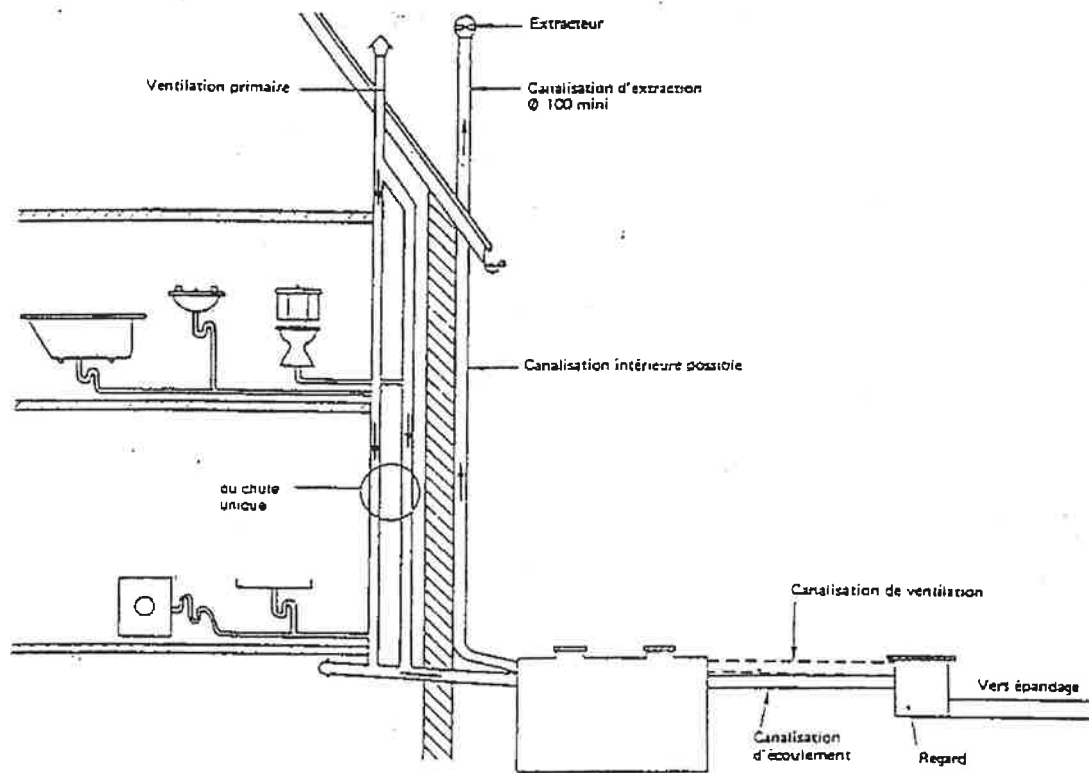 Extracteur
Ventilation primaire
Canalisation d'extraction
Ø 100 mini
Canalisation intérieure possible
ou chute
unique
Canalisation de ventilation
Vers épandage
Canalisation
d'écoulement
Regard